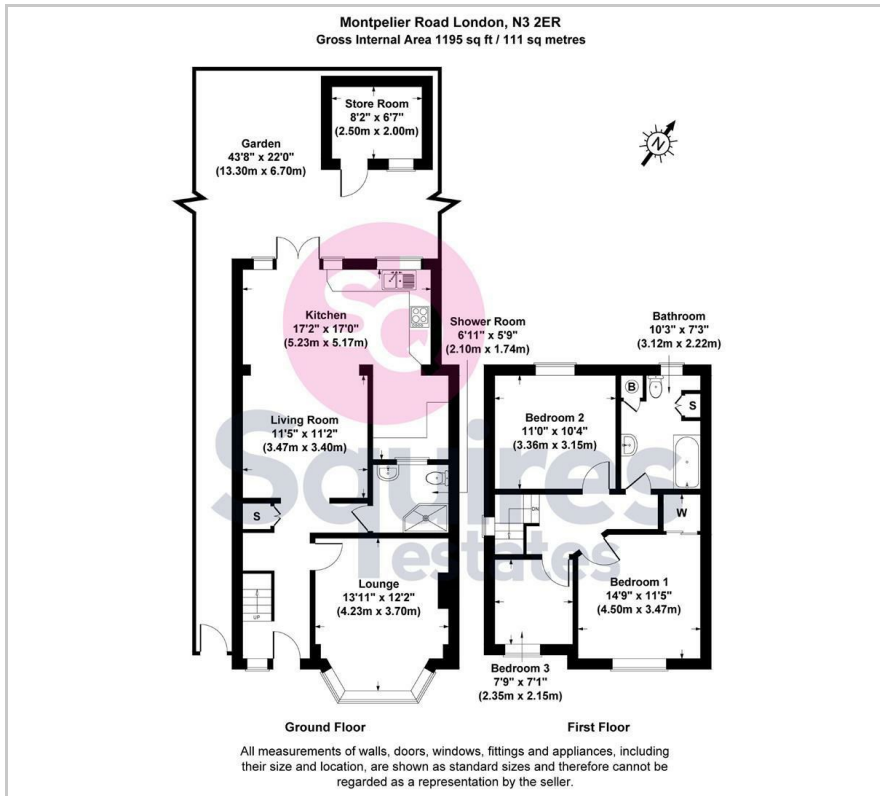 Montpelier Road London, N3 2ER
Gross Internal Area 1195 sq ft / 111 sq metres
Store Room
8'2" x 6'7"
(2.50m x 2.00m)
Garden
43'8" x 22'0"
(13.30m x 6.70m)
N
Kitchen
17'2" x 17'0"
(5.23m x 5.17m)
Shower Room
6'11" x 5'9"
(2.10m x 1.74m)
Bathroom
10'3" x 7'3"
(3.12m x 2.22m)
B
S
Living Room
11'5" x 11'2"
(3.47m x 3.40m)
Bedroom 2
11'0" x 10'4"
(3.36m x 3.15m)
Squires
estates
S
DN
W
Lounge
13'11" x 12'2"
(4.23m x 3.70m)
Bedroom 1
14'9" x 11'5"
(4.50m x 3.47m)
UP
Bedroom 3
7'9" x 7'1"
(2.35m x 2.15m)
Ground Floor
First Floor
All measurements of walls, doors, windows, fittings and appliances, including
their size and location, are shown as standard sizes and therefore cannot be
regarded as a representation by the seller.